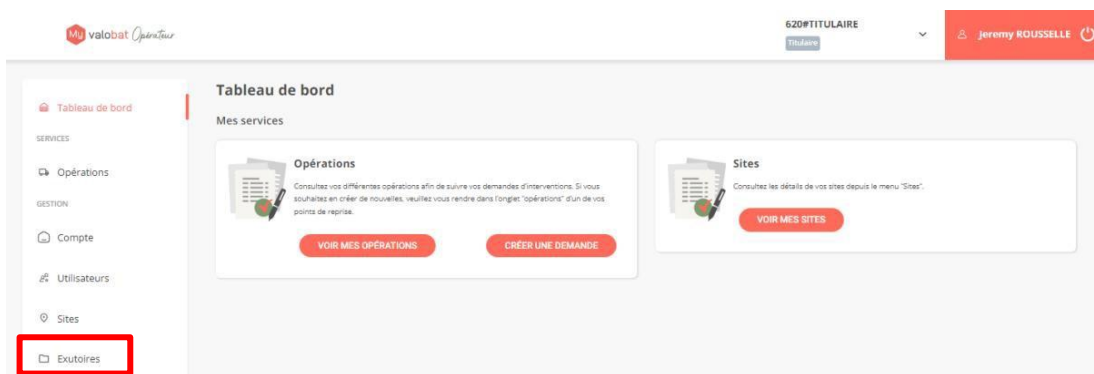 My valobat Opérateur
620#TITULAIRE
Titulaire
Jeremy ROUSSELLE
Tableau de bord
SERVICES
Opérations
GESTION
Compte
Utilisateurs
Sites
Exutoires
Tableau de bord
Mes services
Opérations
Consultez vos différentes opérations afin de suivre vos demandes d'interventions. Si vous
souhaitez en créer de nouvelles, veuillez vous rendre dans l'onglet "opérations" d'un de vos
points de reprise.
VOIR MES OPÉRATIONS
CRÉER UNE DEMANDE
Sites
Consultez les détails de vos sites depuis le menu "Sites".
VOIR MES SITES